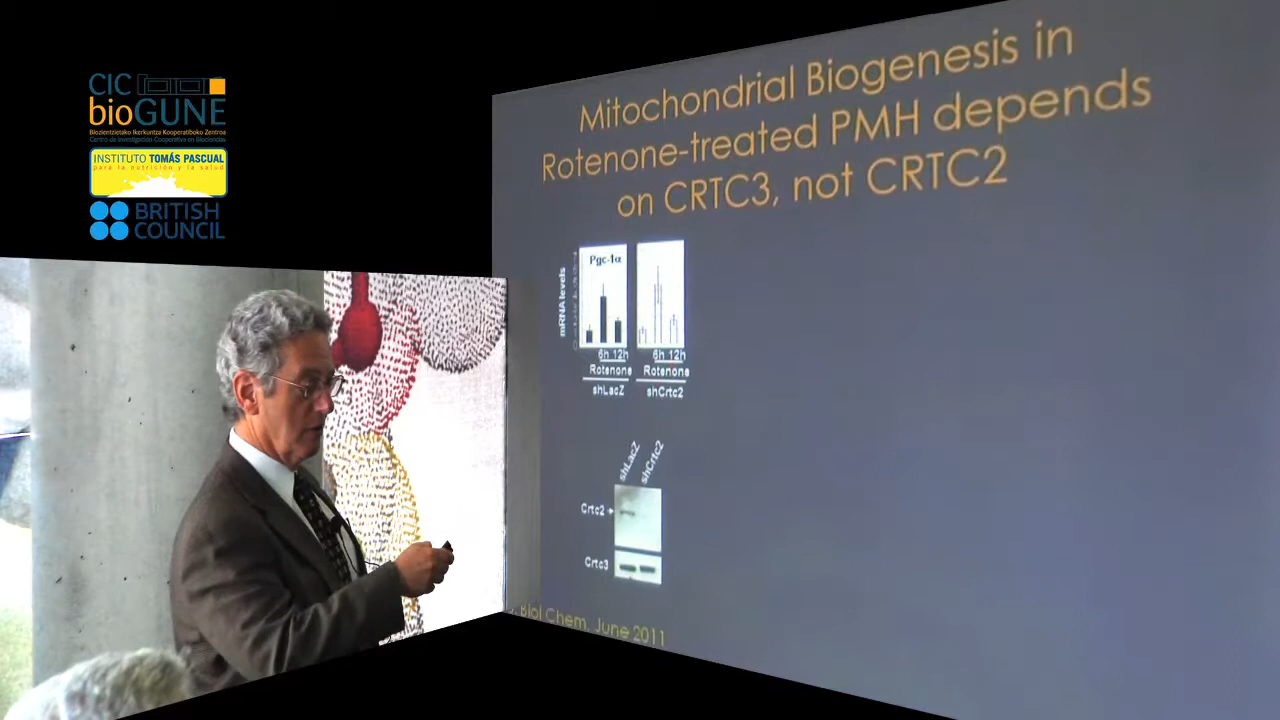 CIC
bioGUNE
Biozientzietako Ikerkuntza Kooperatiboko Zentroa
Centro de Investigación Cooperativa en Biociencias
INSTITUTO TOMÁS PASCUAL
para la nutrición y la salud
BRITISH
COUNCIL
Mitochondrial Biogenesis in
Rotenone-treated PMH depends
on CRTC3, not CRTC2
mRNA levels
Pgc-1α
6h 12h
6h 12h
Rotenone
Rotenone
shLacZ
shCrtc2
shLacZ
shCrtc2
Crtc2
Crtc3
Biol Chem, June 2011